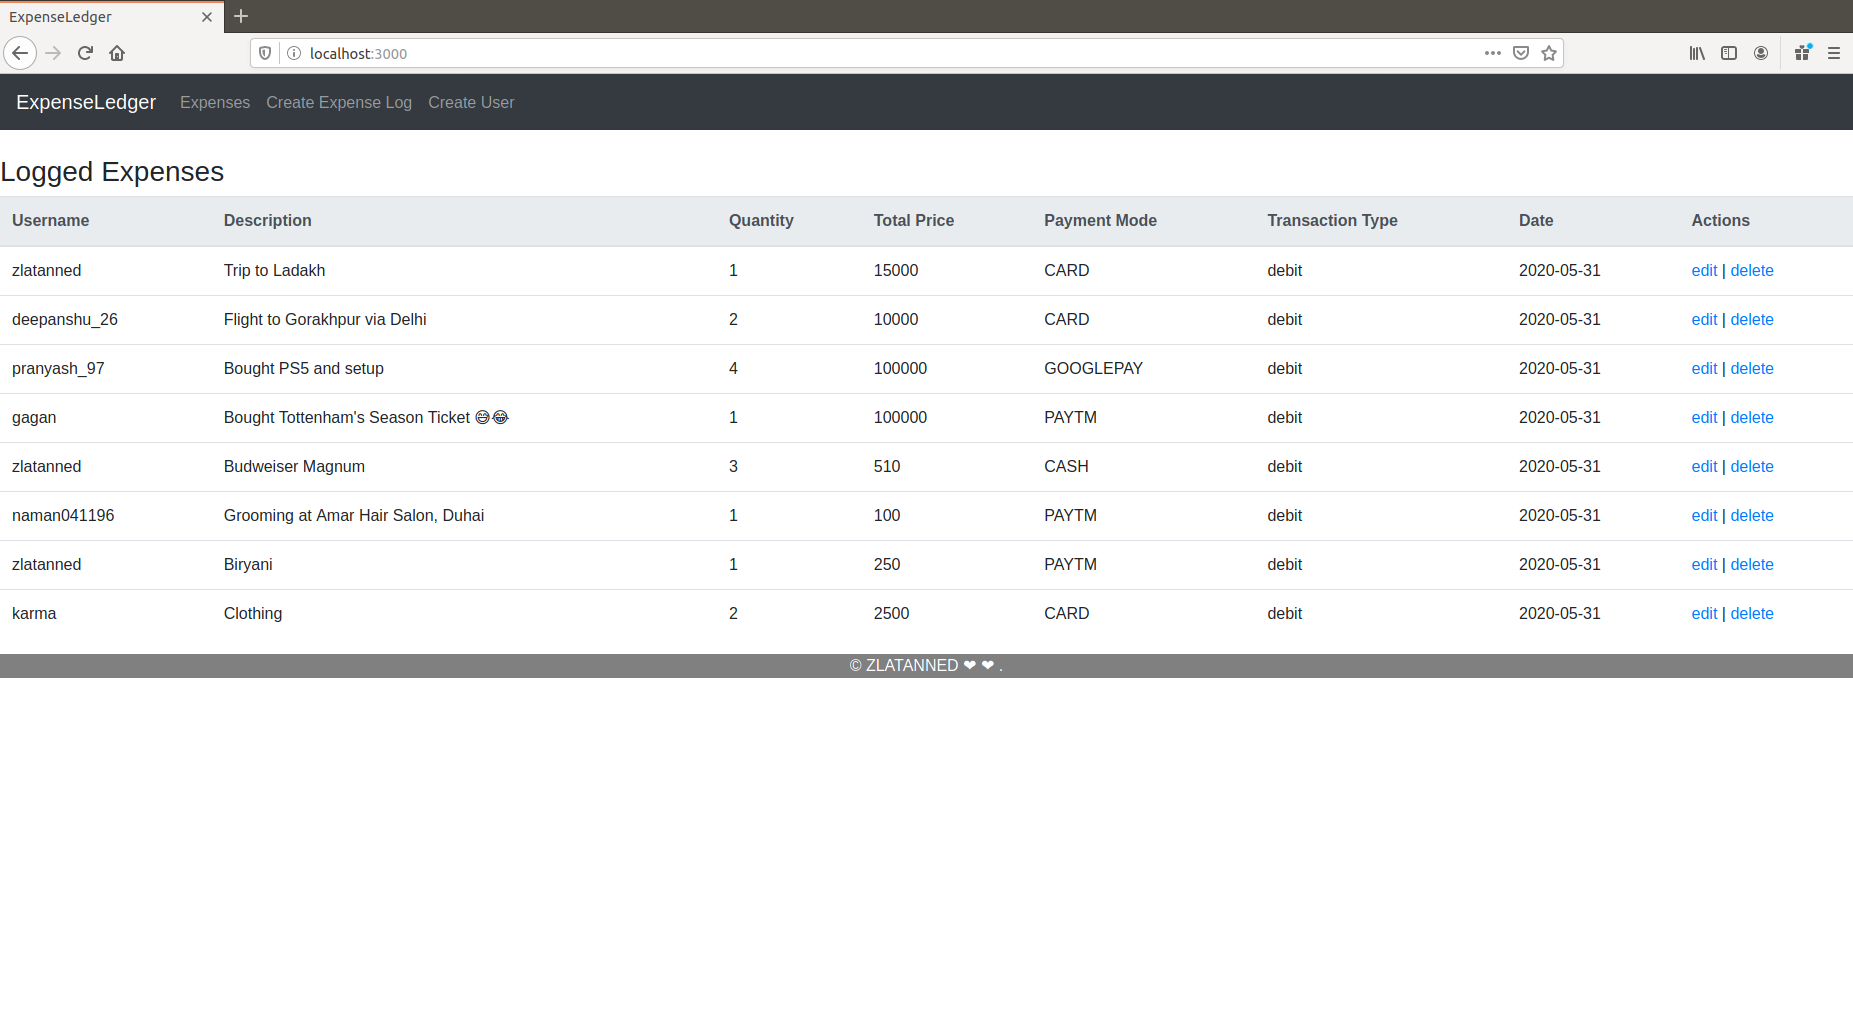 ExpenseLedger
localhost:3000
ExpenseLedger Expenses Create Expense Log Create User
Logged Expenses
Username Description Quantity Total Price Payment Mode Transaction Type Date Actions
zlatanned Trip to Ladakh 1 15000 CARD debit 2020-05-31 edit | delete
deepanshu_26 Flight to Gorakhpur via Delhi 2 10000 CARD debit 2020-05-31 edit | delete
pranyash_97 Bought PS5 and setup 4 100000 GOOGLEPAY debit 2020-05-31 edit | delete
gagan Bought Tottenham's Season Ticket 😅😂 1 100000 PAYTM debit 2020-05-31 edit | delete
zlatanned Budweiser Magnum 3 510 CASH debit 2020-05-31 edit | delete
naman041196 Grooming at Amar Hair Salon, Duhai 1 100 PAYTM debit 2020-05-31 edit | delete
zlatanned Biryani 1 250 PAYTM debit 2020-05-31 edit | delete
karma Clothing 2 2500 CARD debit 2020-05-31 edit | delete
© ZLATANNED ❤ ❤ .